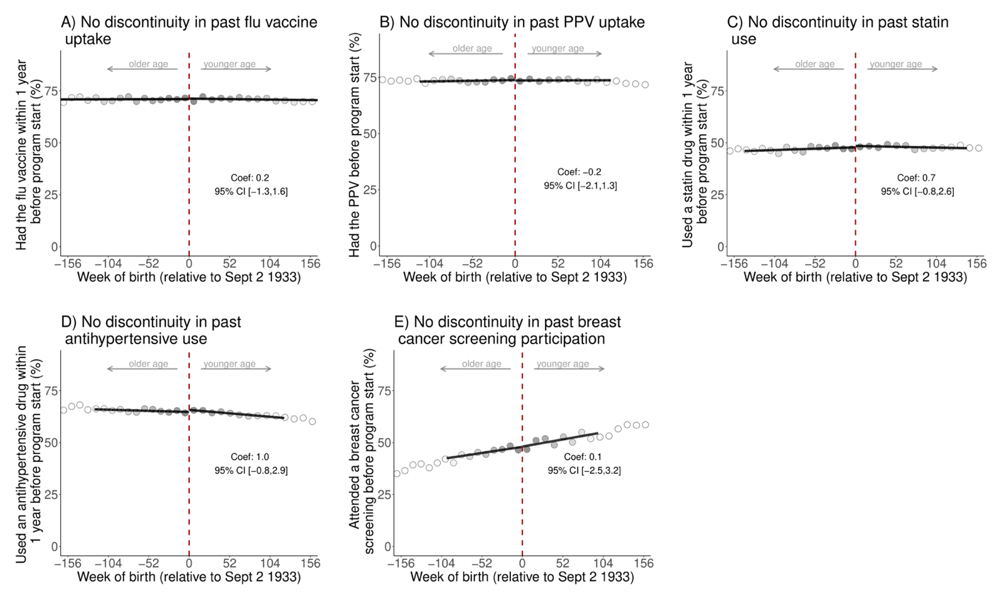 A) No discontinuity in past flu vaccine
uptake
older age
younger age
Had the flu vaccine within 1 year
before program start (%)
75
50
25
0
Coef: 0.2
95% CI [−1.3,1.6]
−156 −104 −52 0 52 104 156
Week of birth (relative to Sept 2 1933)
B) No discontinuity in past PPV uptake
older age
younger age
Had the PPV before program start (%)
75
50
25
0
Coef: −0.2
95% CI [−2.1,1.3]
−156 −104 −52 0 52 104 156
Week of birth (relative to Sept 2 1933)
C) No discontinuity in past statin
use
older age
younger age
Used a statin drug within 1 year
before program start (%)
75
50
25
0
Coef: 0.7
95% CI [−0.8,2.6]
−156 −104 −52 0 52 104 156
Week of birth (relative to Sept 2 1933)
D) No discontinuity in past
antihypertensive use
older age
younger age
Used an antihypertensive drug within
1 year before program start (%)
75
50
25
0
Coef: 1.0
95% CI [−0.8,2.9]
−156 −104 −52 0 52 104 156
Week of birth (relative to Sept 2 1933)
E) No discontinuity in past breast
cancer screening participation
older age
younger age
Attended a breast cancer
screening before program start (%)
75
50
25
0
Coef: 0.1
95% CI [−2.5,3.2]
−156 −104 −52 0 52 104 156
Week of birth (relative to Sept 2 1933)